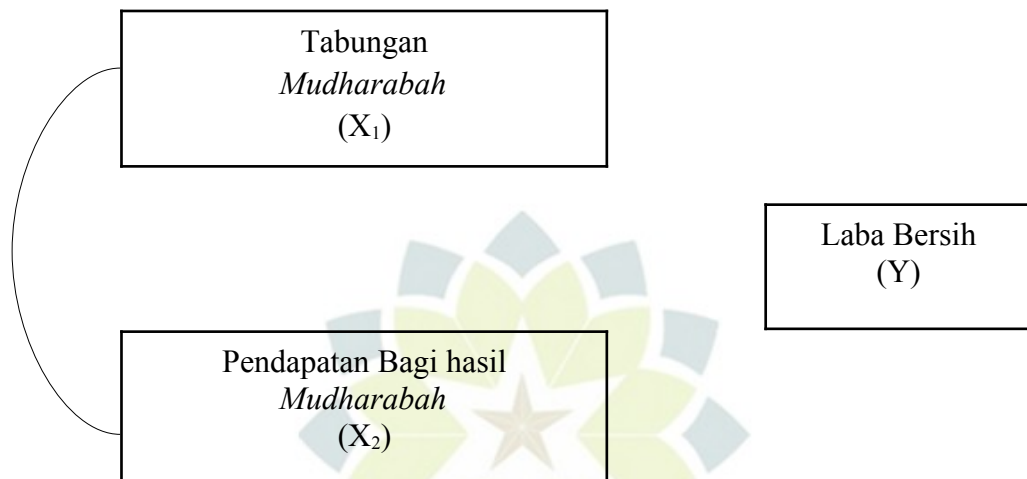 Tabungan
Mudharabah
(X₁)
Laba Bersih
(Y)
Pendapatan Bagi hasil
Mudharabah
(X₂)